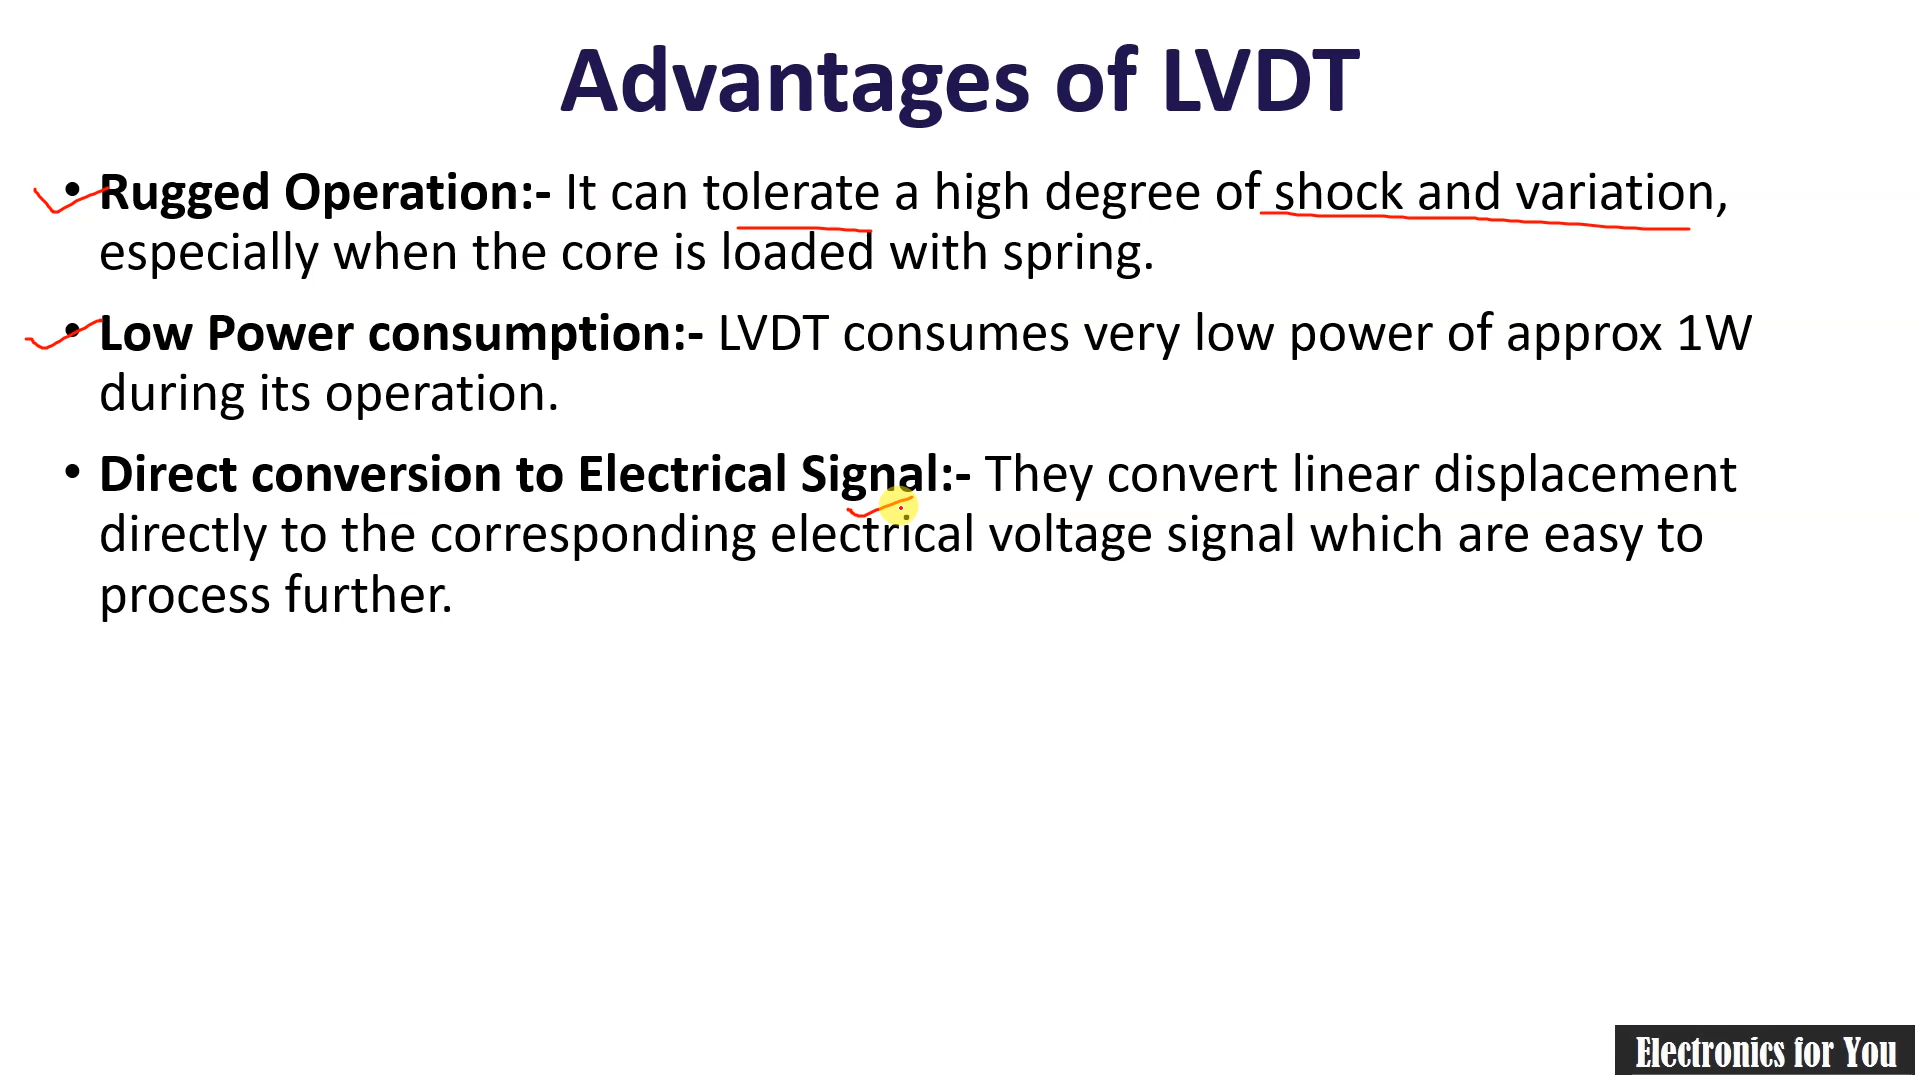 Advantages of LVDT
• Rugged Operation:- It can tolerate a high degree of shock and variation,
especially when the core is loaded with spring.
• Low Power consumption:- LVDT consumes very low power of approx 1W
during its operation.
• Direct conversion to Electrical Signal:- They convert linear displacement
directly to the corresponding electrical voltage signal which are easy to
process further.
Electronics for You